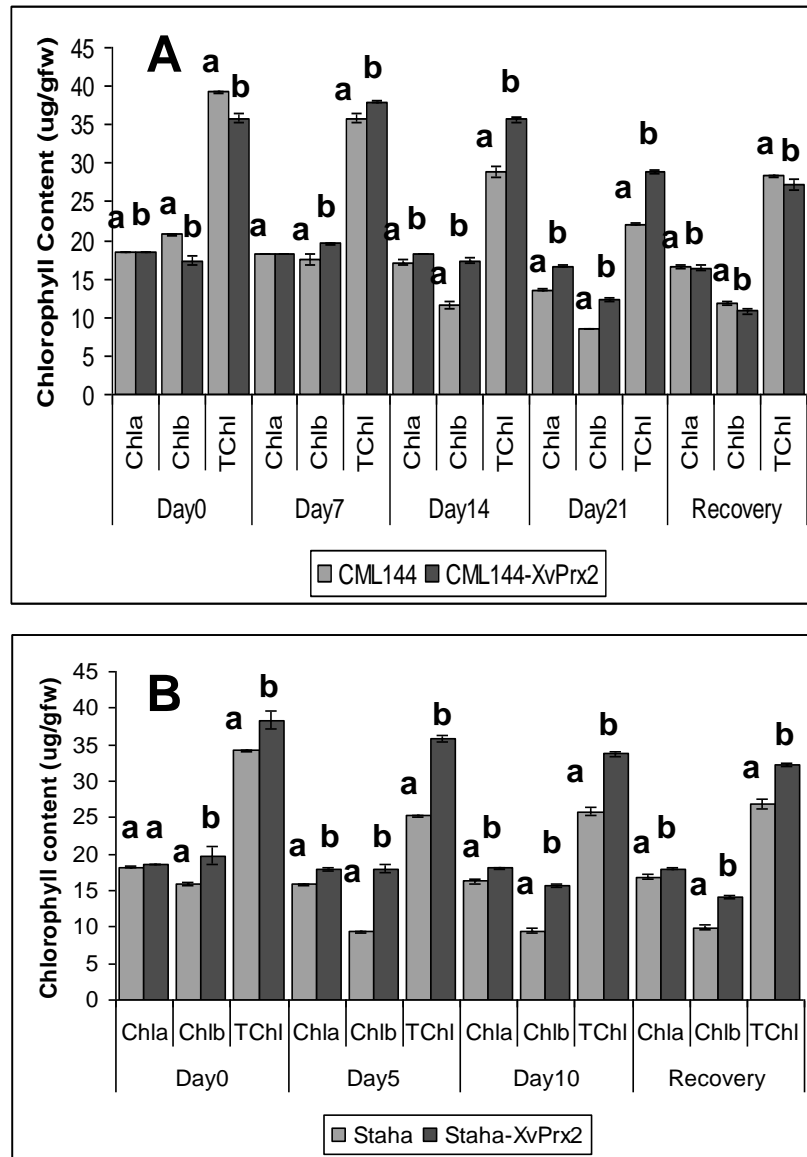 A
Chlorophyll Content (ug/gfw)
45
40
35
30
25
20
15
10
5
0
a b a b a b
a a b a b
a b a b a b
a b a b a b
a b a b a b
Chla Chlb TChl Chla Chlb TChl Chla Chlb TChl Chla Chlb TChl Chla Chlb TChl
Day0 Day7 Day14 Day21 Recovery
CML144 CML144-XvPrx2
B
Chlorophyll content (ug/gfw)
45
40
35
30
25
20
15
10
5
0
a a a b a b
a b a b a b
a b a b a b
a b a b a b
Chla Chlb TChl Chla Chlb TChl Chla Chlb TChl Chla Chlb TChl
Day0 Day5 Day10 Recovery
Staha Staha-XvPrx2